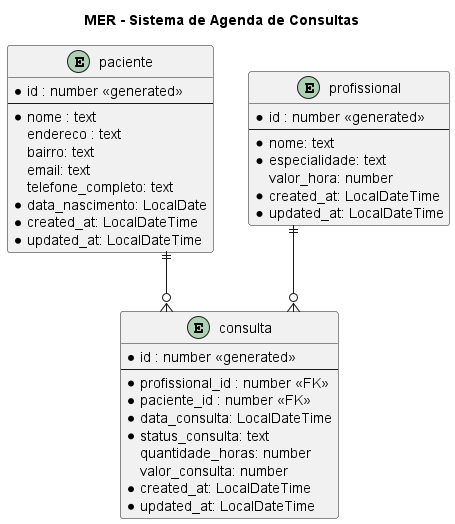 MER - Sistema de Agenda de Consultas
E paciente
id : number «generated»
nome : text
endereco : text
bairro: text
email: text
telefone_completo: text
data_nascimento: LocalDate
created_at: LocalDateTime
updated_at: LocalDateTime
E profissional
id : number «generated»
nome: text
especialidade: text
valor_hora: number
created_at: LocalDateTime
updated_at: LocalDateTime
E consulta
id : number «generated»
profissional_id : number «FK»
paciente_id : number «FK»
data_consulta: LocalDateTime
status_consulta: text
quantidade_horas: number
valor_consulta: number
created_at: LocalDateTime
updated_at: LocalDateTime